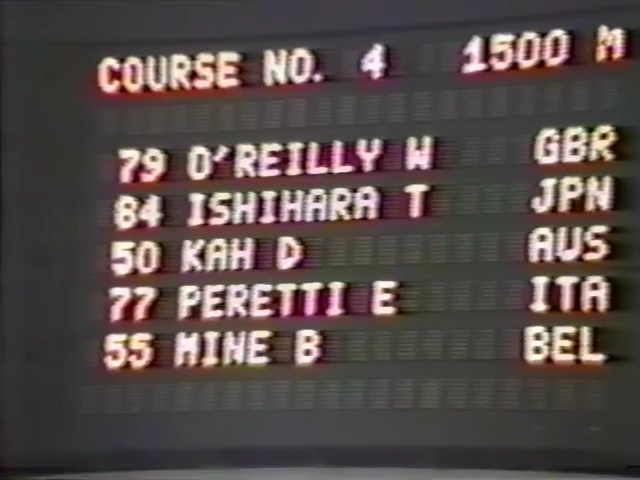 COURSE NO. 4 1500 M
79 O'REILLY W GBR
84 ISHIHARA T JPN
50 KAH D AUS
77 PERETTI E ITA
55 MINE B BEL